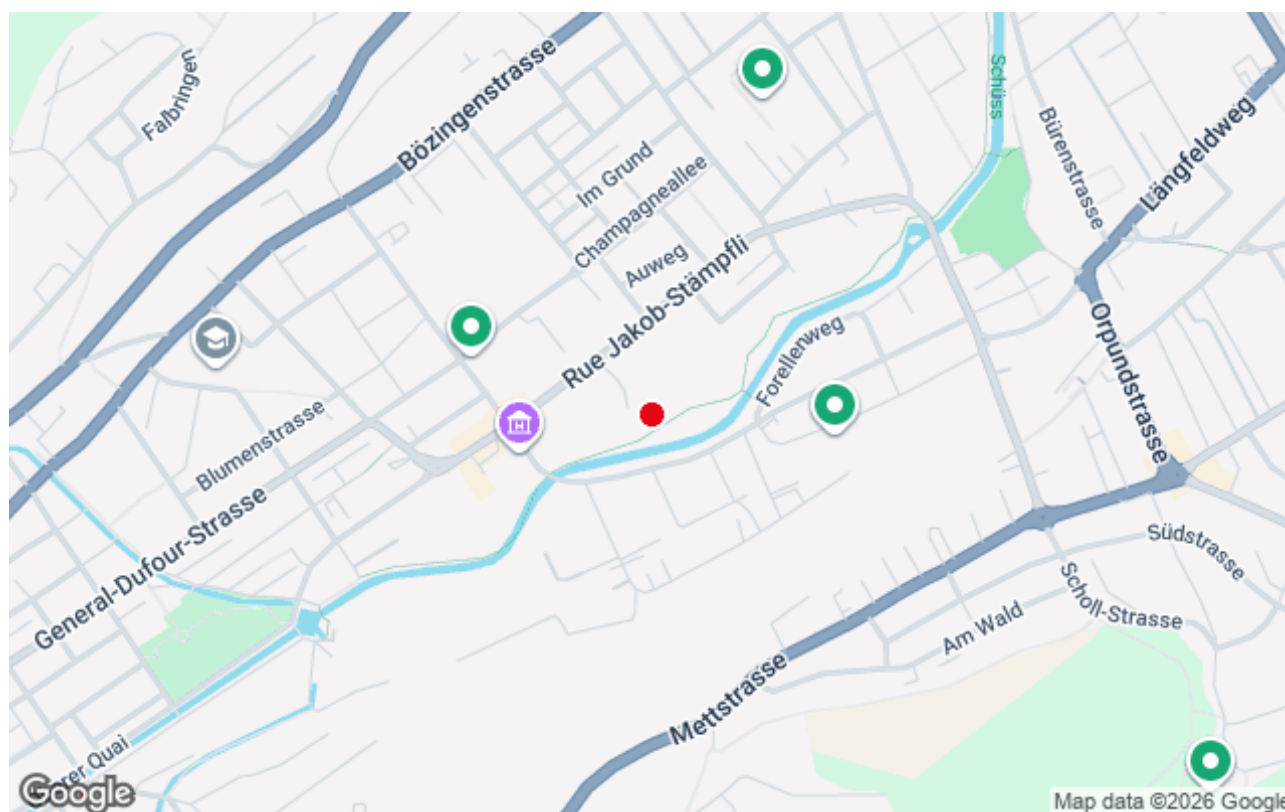 Falbringen
Bözingenstrasse
Schüss
Bürenstrasse
Längfeldweg
Im Grund
Champagneallee
Auweg
Rue Jakob-Stämpfli
Forellenweg
Orpundstrasse
Blumenstrasse
General-Dufour-Strasse
Südstrasse
Scholl-Strasse
Am Wald
Mettstrasse
Quai
Google
Map data ©2026 Google